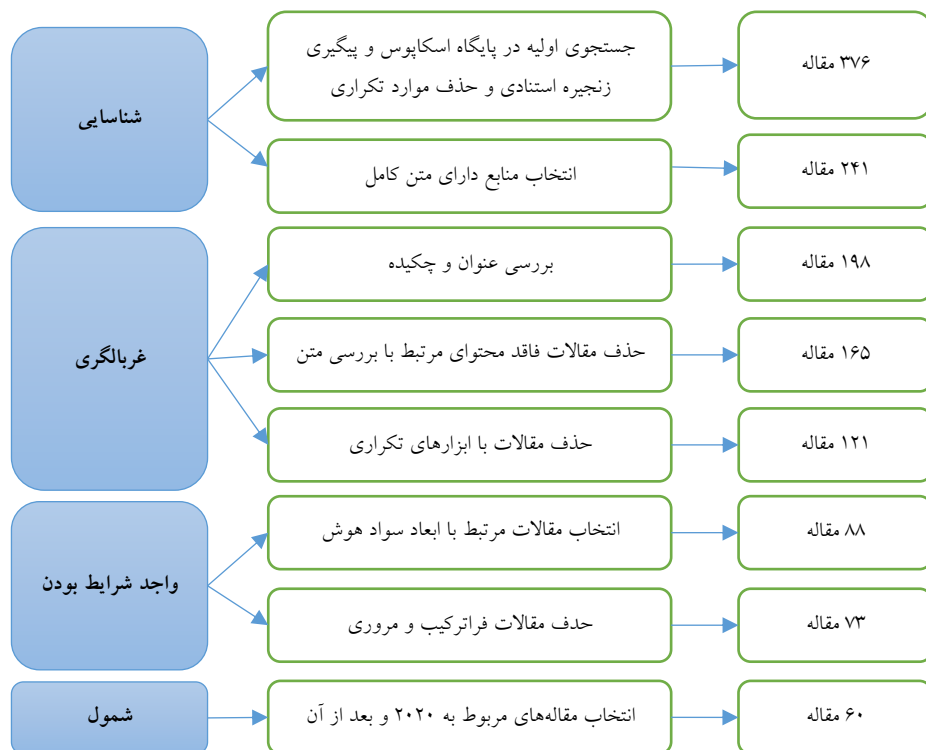 شناسایی
جستجوی اولیه در پایگاه اسکاپوس و پیگیری
زنجیره استنادی و حذف موارد تکراری
۳۷۶ مقاله
انتخاب منابع دارای متن کامل
۲۴۱ مقاله
غربالگری
بررسی عنوان و چکیده
۱۹۸ مقاله
حذف مقالات فاقد محتوای مرتبط با بررسی متن
۱۶۵ مقاله
حذف مقالات با ابزارهای تکراری
۱۲۱ مقاله
واجد شرایط بودن
انتخاب مقالات مرتبط با ابعاد سواد هوش
۸۸ مقاله
حدف مقالات فراترکیب و مروری
۷۳ مقاله
شمول
انتخاب مقاله‌های مربوط به ۲۰۲۰ و بعد از آن
۶۰ مقاله